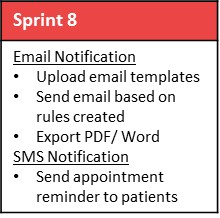 Sprint 8
Email Notification
• Upload email templates
• Send email based on
rules created
• Export PDF/ Word
SMS Notification
• Send appointment
reminder to patients